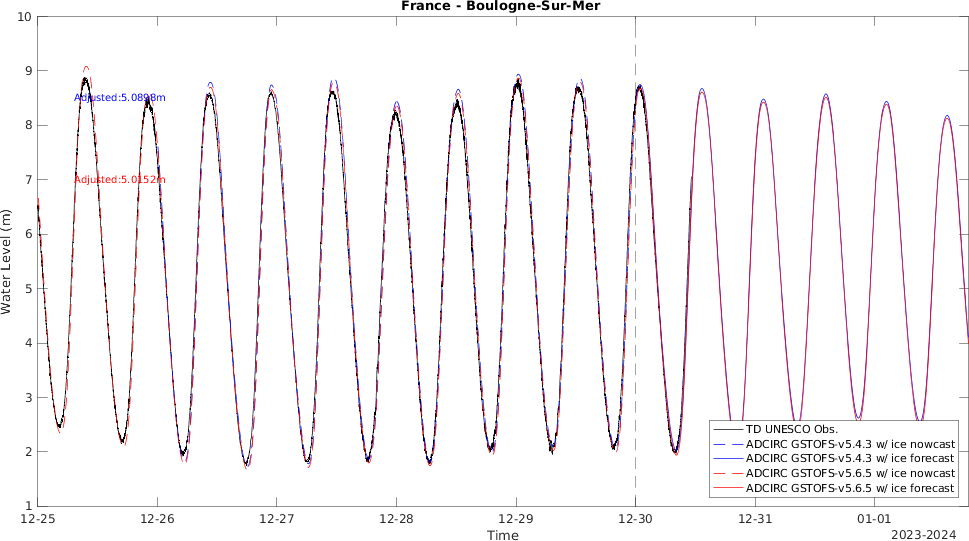 France - Boulogne-Sur-Mer
10
9
8
7
6
5
4
3
2
1
Water Level (m)
Adjusted:5.0898m
Adjusted:5.0152m
TD UNESCO Obs.
ADCIRC GSTOFS-v5.4.3 w/ ice nowcast
ADCIRC GSTOFS-v5.4.3 w/ ice forecast
ADCIRC GSTOFS-v5.6.5 w/ ice nowcast
ADCIRC GSTOFS-v5.6.5 w/ ice forecast
12-25 12-26 12-27 12-28 12-29 12-30 12-31 01-01
Time
2023-2024